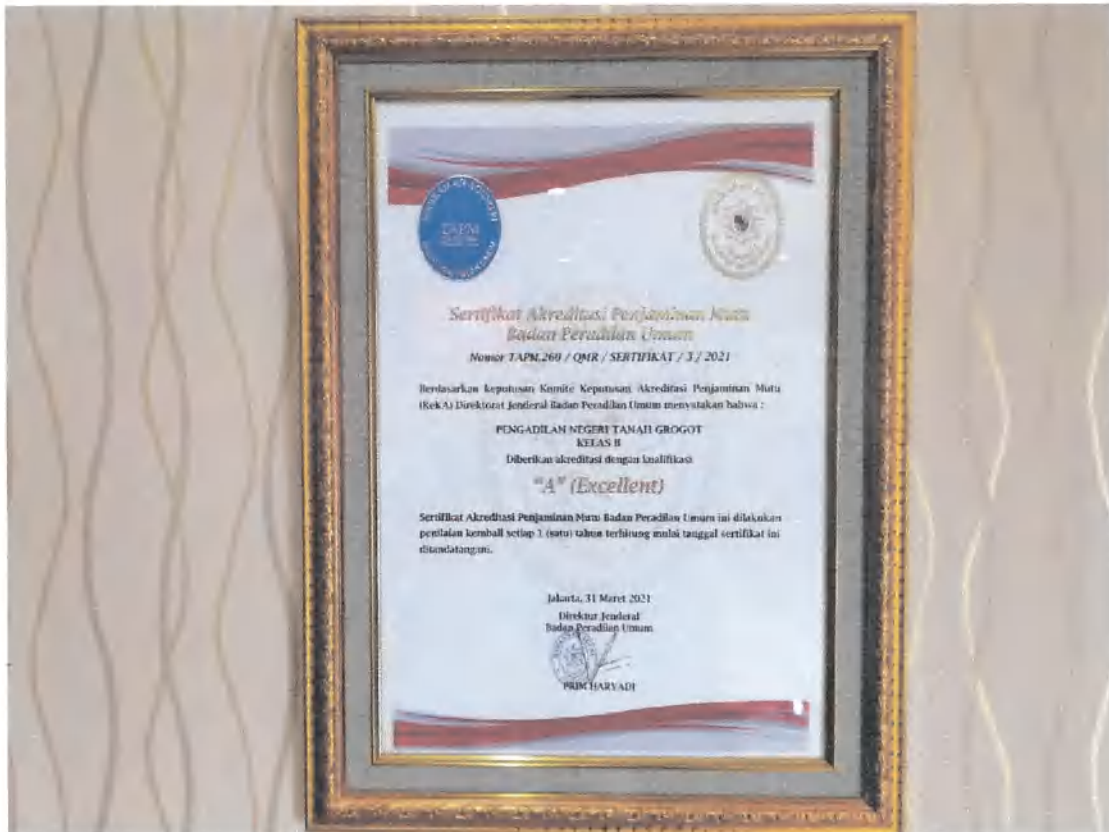 TAPM
Sertifikat Akreditasi Penjaminan Mutu
Badan Peradilan Umum
Nomor TAPM.260 / QMR / SERTIFIKAT / 3 / 2021
Berdasarkan keputusan Komite Keputusan Akreditasi Penjaminan Mutu
(KekA) Direktorat Jenderal Badan Peradilan Umum menyatakan bahwa :
PENGADILAN NEGERI TANAH GROGOT
KELAS II
Diberikan akreditasi dengan kualifikasi
"A" (Excellent)
Sertifikat Akreditasi Penjaminan Mutu Badan Peradilan Umum ini dilakukan
penilaian kembali setiap 1 (satu) tahun terhitung mulai tanggal sertifikat ini
ditandatangani.
Jakarta, 31 Maret 2021
Direktur Jenderal
Badan Peradilan Umum
PRIM HARYADI